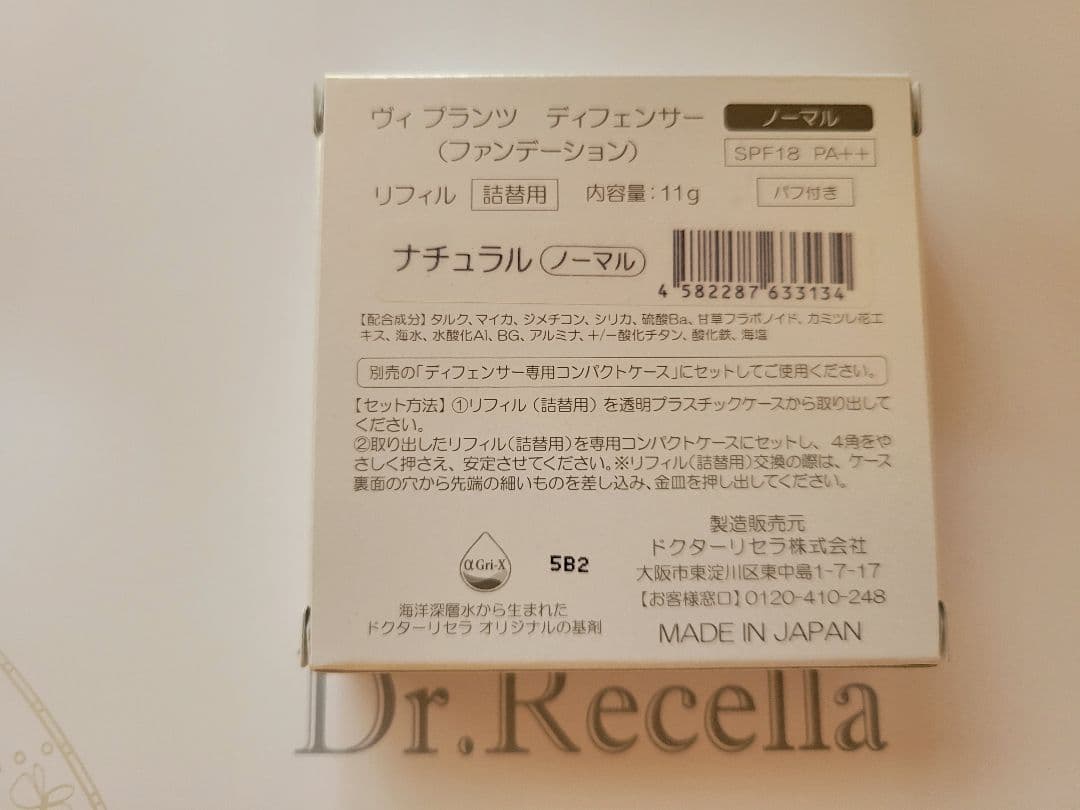 ヴィ プランツ ディフェンサー ノーマル
(ファンデーション) SPF18 PA++
リフィル 詰替用 内容量:11g パフ付き
ナチュラル ノーマル
4 582287 633134
【配合成分】タルク、マイカ、ジメチコン、シリカ、硫酸Ba、甘草フラボノイド、カミツレ花エ
キス、海水、水酸化Al、BG、アルミナ、+/ー酸化チタン、酸化鉄、海塩
別売の「ディフェンサー専用コンパクトケース」にセットしてご使用ください。
【セット方法】①リフィル(詰替用)を透明プラスチックケースから取り出して
ください。
②取り出したリフィル(詰替用)を専用コンパクトケースにセットし、4角をや
さしく押さえ、安定させてください。※リフィル(詰替用)交換の際は、ケース
裏面の穴から先端の細いものを差し込み、金皿を押し出してください。
αGri-X
5B2
海洋深層水から生まれた
ドクターリセラ オリジナルの基剤
製造販売元
ドクターリセラ株式会社
大阪市東淀川区東中島1-7-17
【お客様窓口】0120-410-248
MADE IN JAPAN
Dr.Recella